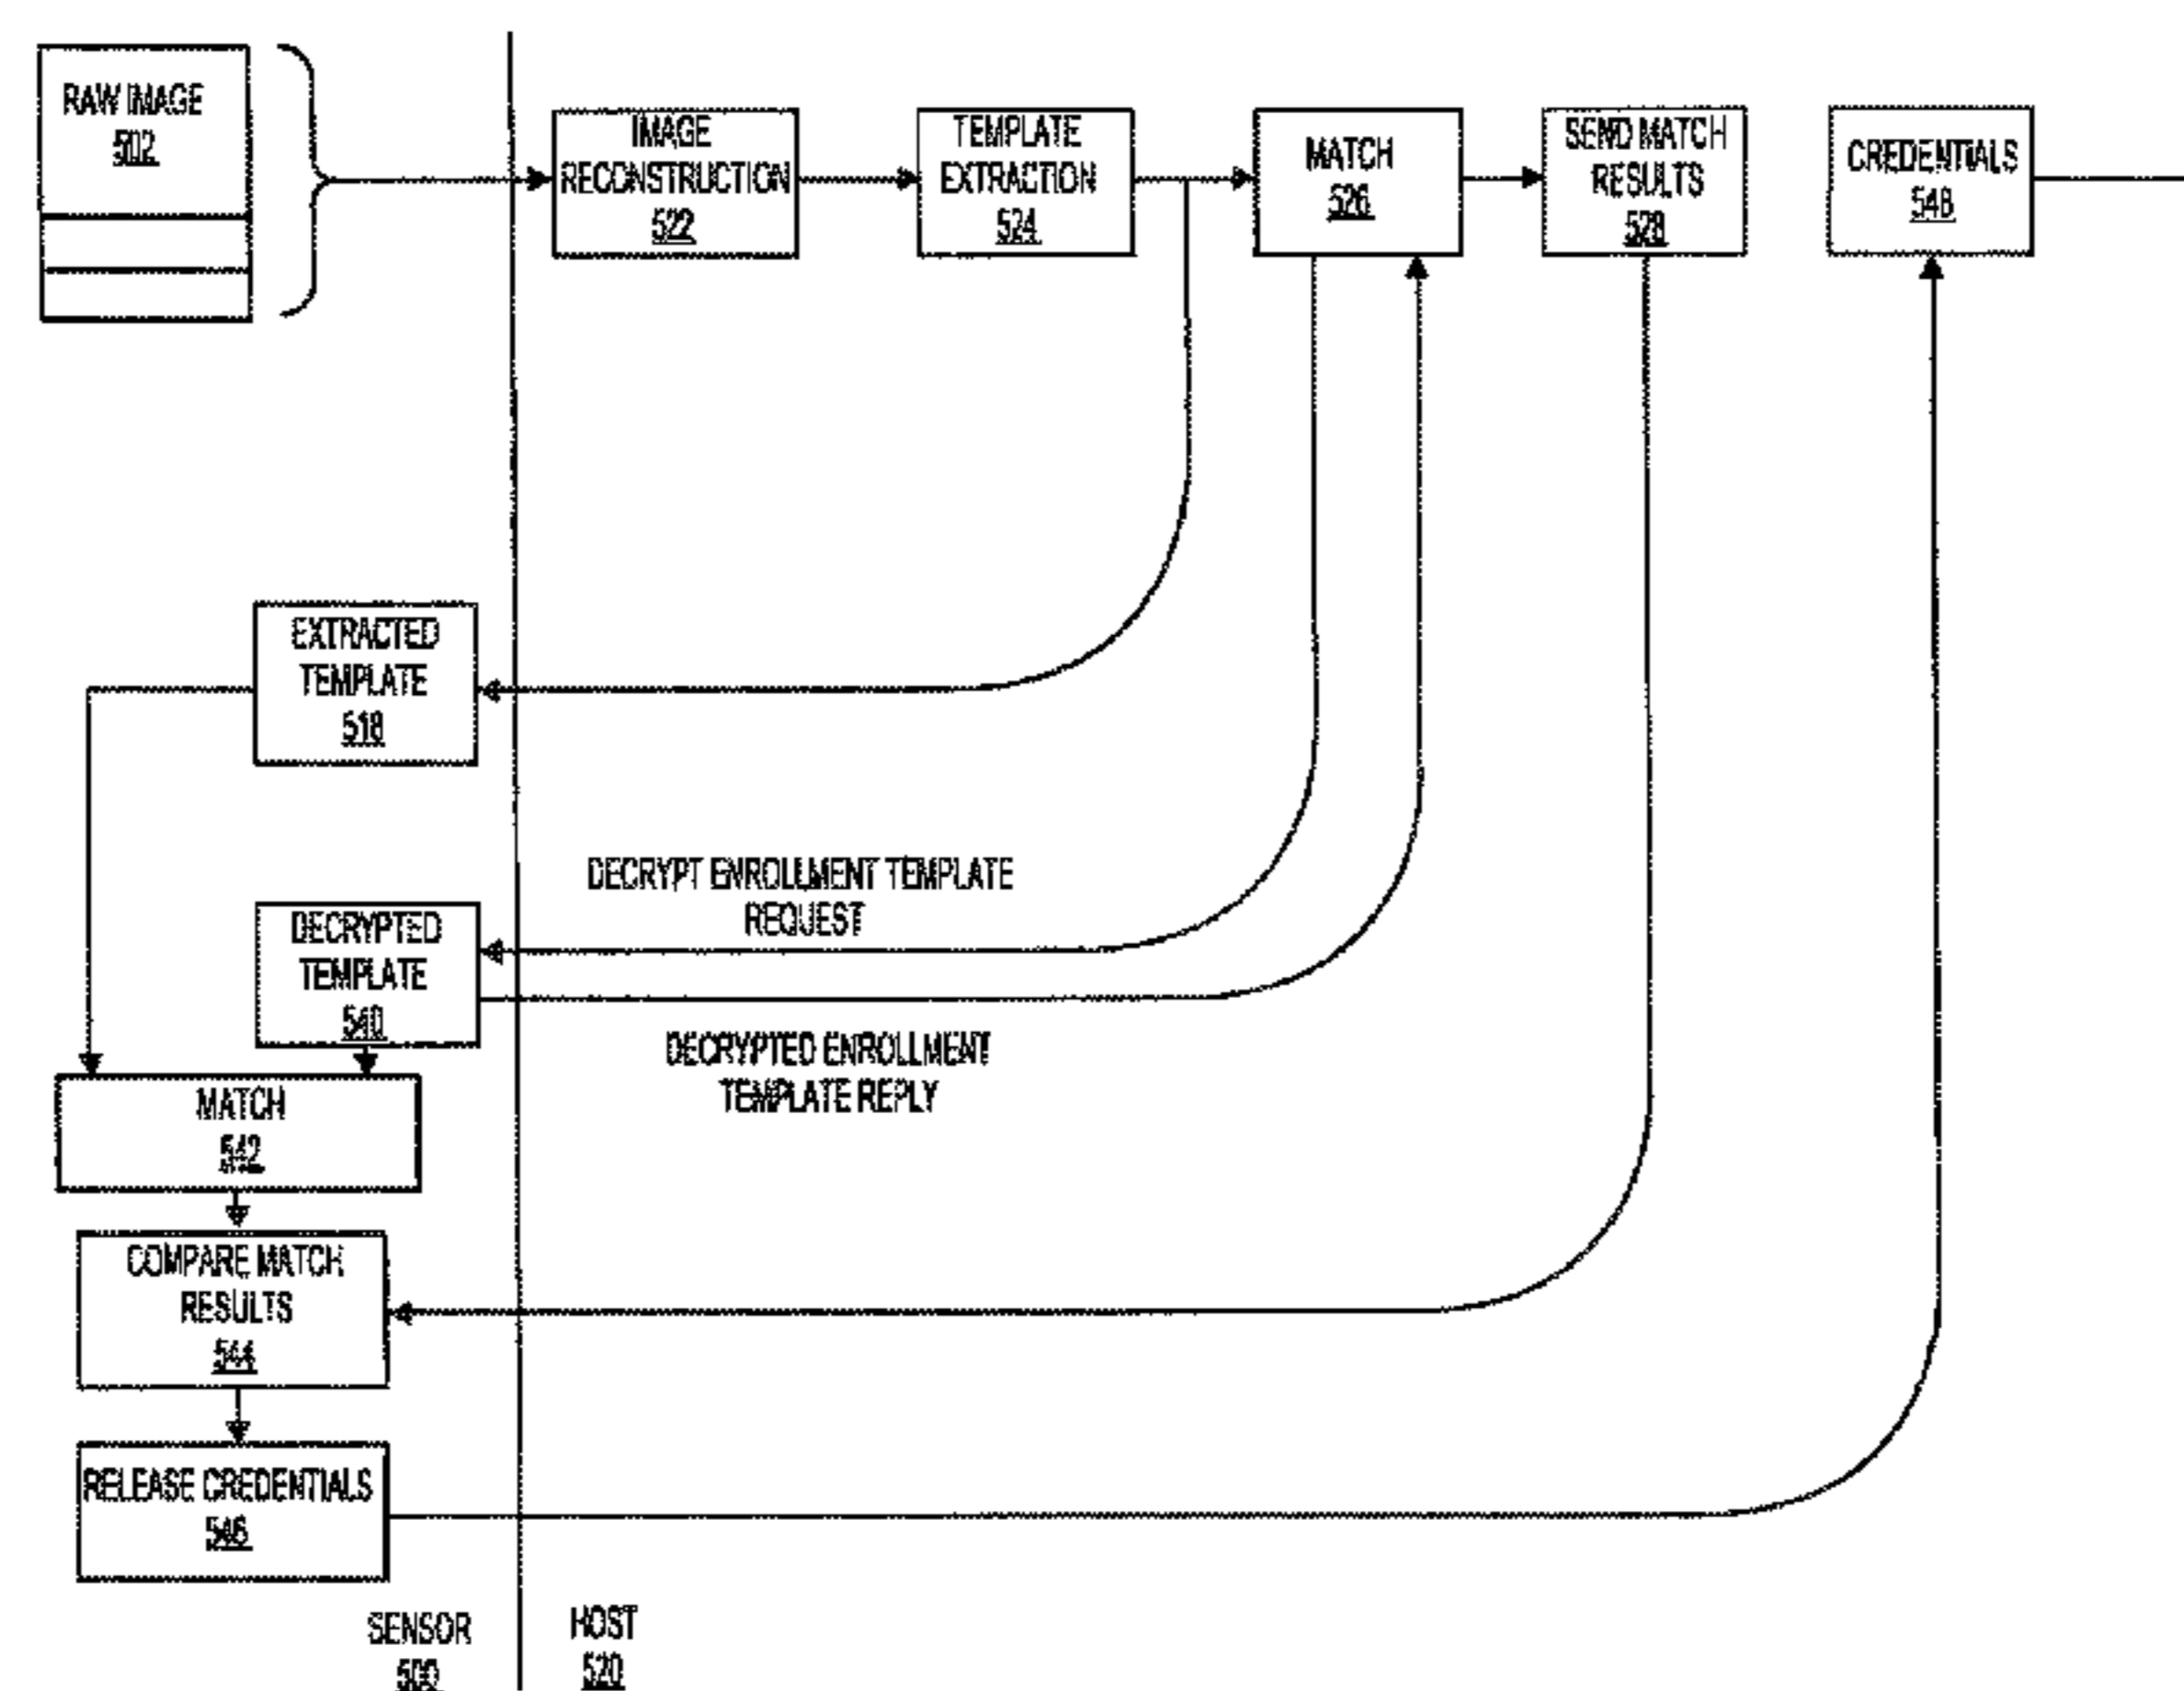 RAW IMAGE
502
IMAGE
RECONSTRUCTION
522
TEMPLATE
EXTRACTION
524
MATCH
526
SEND MATCH
RESULTS
528
CREDENTIALS
548
EXTRACTED
TEMPLATE
518
DECRYPT ENROLLMENT TEMPLATE
REQUEST
DECRYPTED
TEMPLATE
540
DECRYPTED ENROLLMENT
TEMPLATE REPLY
MATCH
542
COMPARE MATCH
RESULTS
544
RELEASE CREDENTIALS
546
SENSOR
500
HOST
520